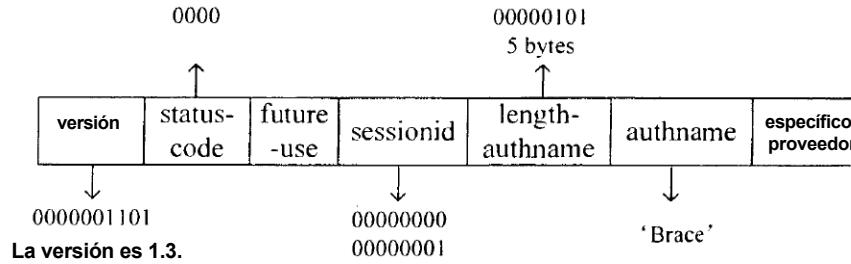 0000
00000101
5 bytes
versión
status-
code
future
-use
sessionid
length-
authname
authname
específico
proveedor
0000001101
La versión es 1.3.
00000000
00000001
‘Brace’